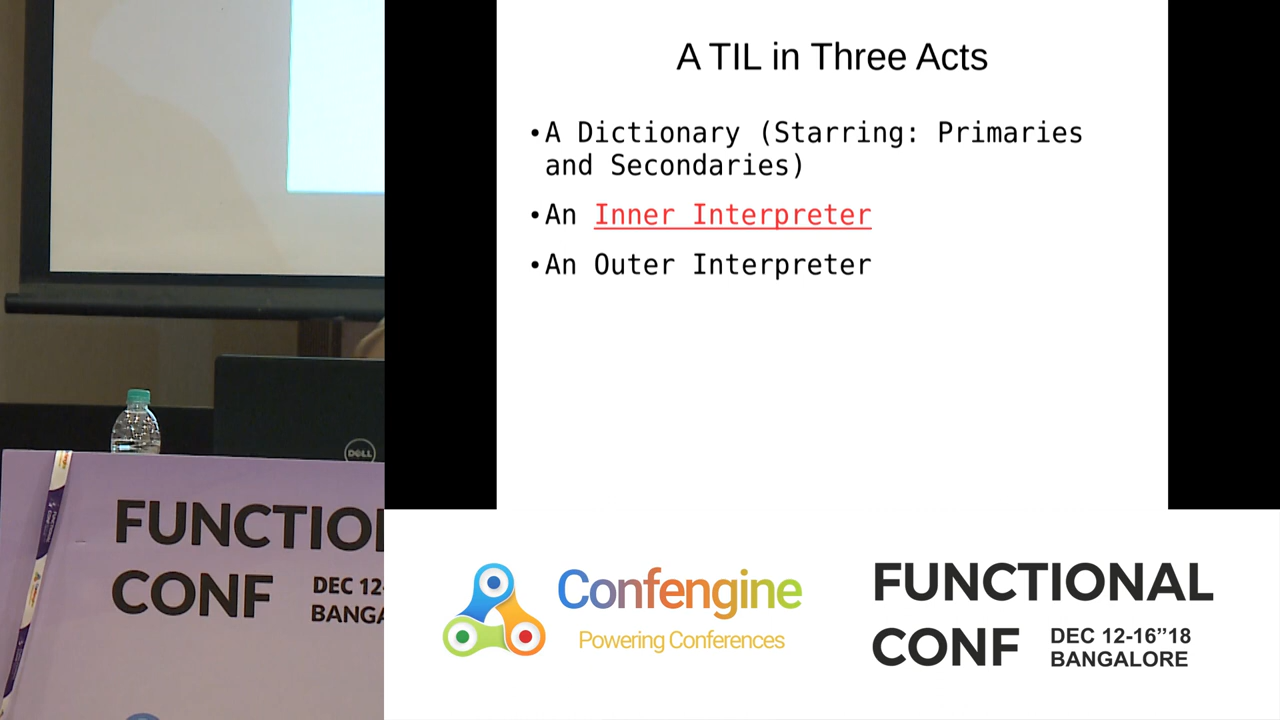 A TIL in Three Acts
•A Dictionary (Starring: Primaries
and Secondaries)
•An Inner Interpreter
•An Outer Interpreter
DELL
FUNCTIO
CONF
DEC 12-
BANGA
Confengine
Powering Conferences
FUNCTIONAL
CONF
DEC 12-16”18
BANGALORE